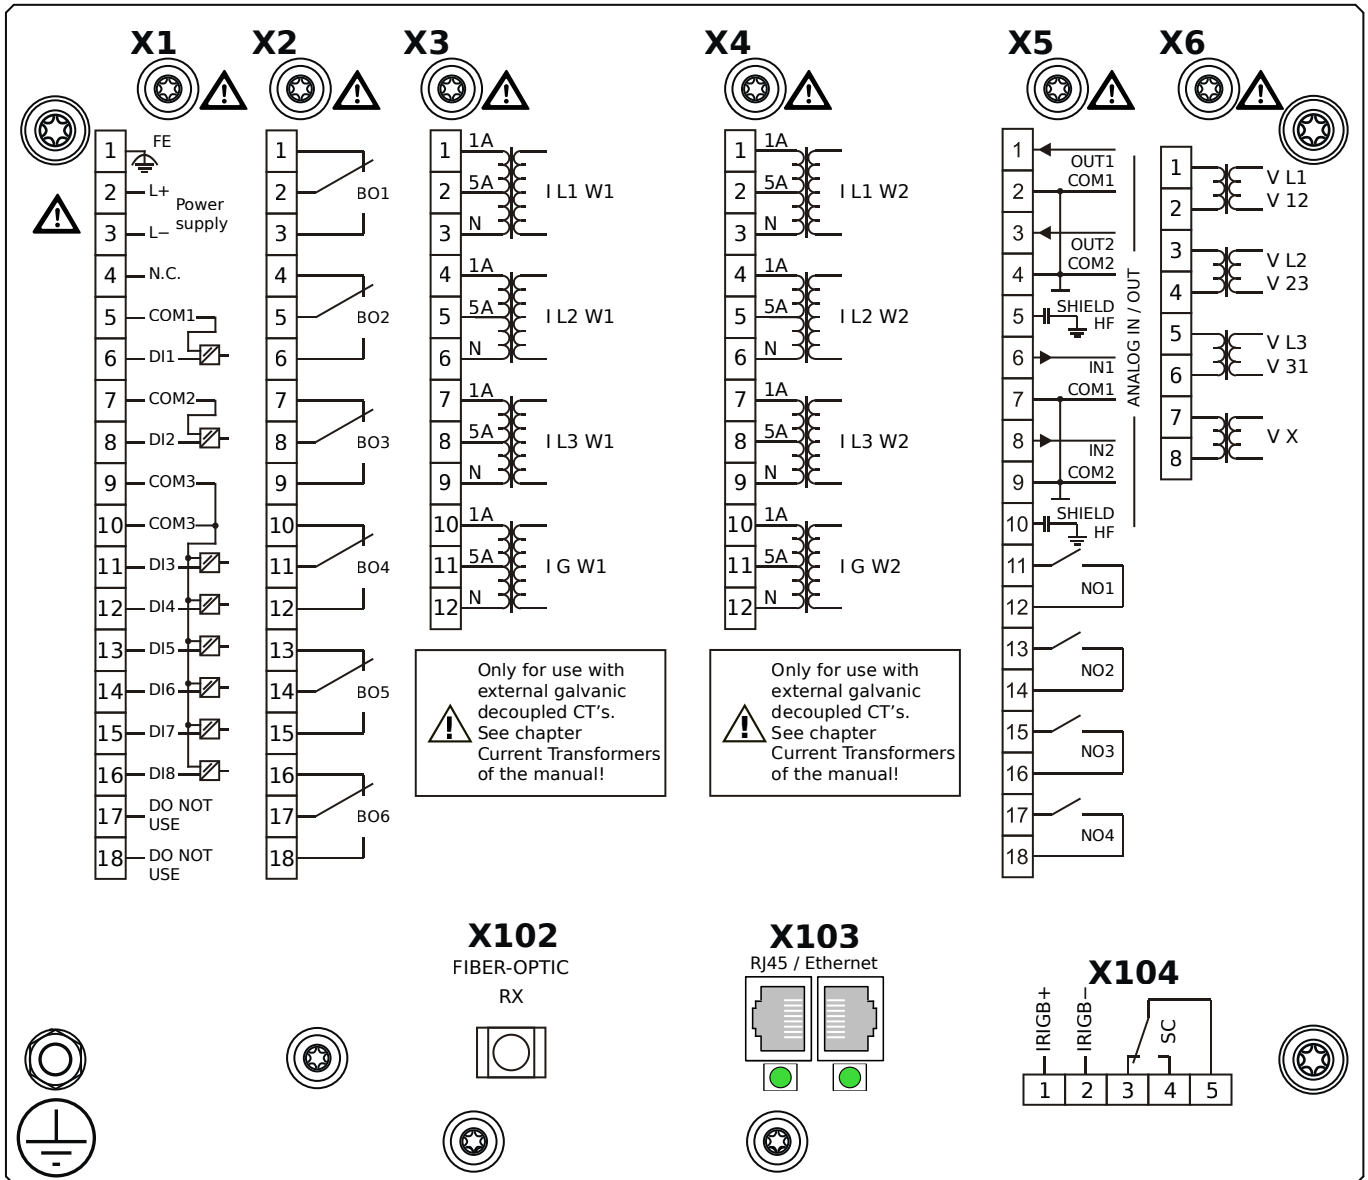 X1 X2 X3 X4 X5 X6
1 FE
2 L+
3 L−
Power
supply
4 N.C.
5 COM1
6 DI1
7 COM2
8 DI2
9 COM3
10 COM3
11 DI3
12 DI4
13 DI5
14 DI6
15 DI7
16 DI8
17 DO NOT
USE
18 DO NOT
USE
1
2 BO1
3
4
5 BO2
6
7
8 BO3
9
10
11 BO4
12
13
14 BO5
15
16
17 BO6
18
1 1A
2 5A I L1 W1
3 N
4 1A
5 5A I L2 W1
6 N
7 1A
8 5A I L3 W1
9 N
10 1A
11 5A I G W1
12 N
Only for use with
external galvanic
decoupled CT's.
See chapter
Current Transformers
of the manual!
1 1A
2 5A I L1 W2
3 N
4 1A
5 5A I L2 W2
6 N
7 1A
8 5A I L3 W2
9 N
10 1A
11 5A I G W2
12 N
Only for use with
external galvanic
decoupled CT's.
See chapter
Current Transformers
of the manual!
1
OUT1
2 COM1
3
OUT2
4 COM2
5 SHIELD
HF
6
IN1
7 COM1
8
IN2
9 COM2
10 SHIELD
HF
ANALOG IN / OUT
11
NO1
12
13
NO2
14
15
NO3
16
17
NO4
18
1 V L1
2 V 12
3 V L2
4 V 23
5 V L3
6 V 31
7 V X
8
X102
FIBER-OPTIC
RX
X103
RJ45 / Ethernet
X104
IRIGB+ IRIGB− SC
1 2 3 4 5